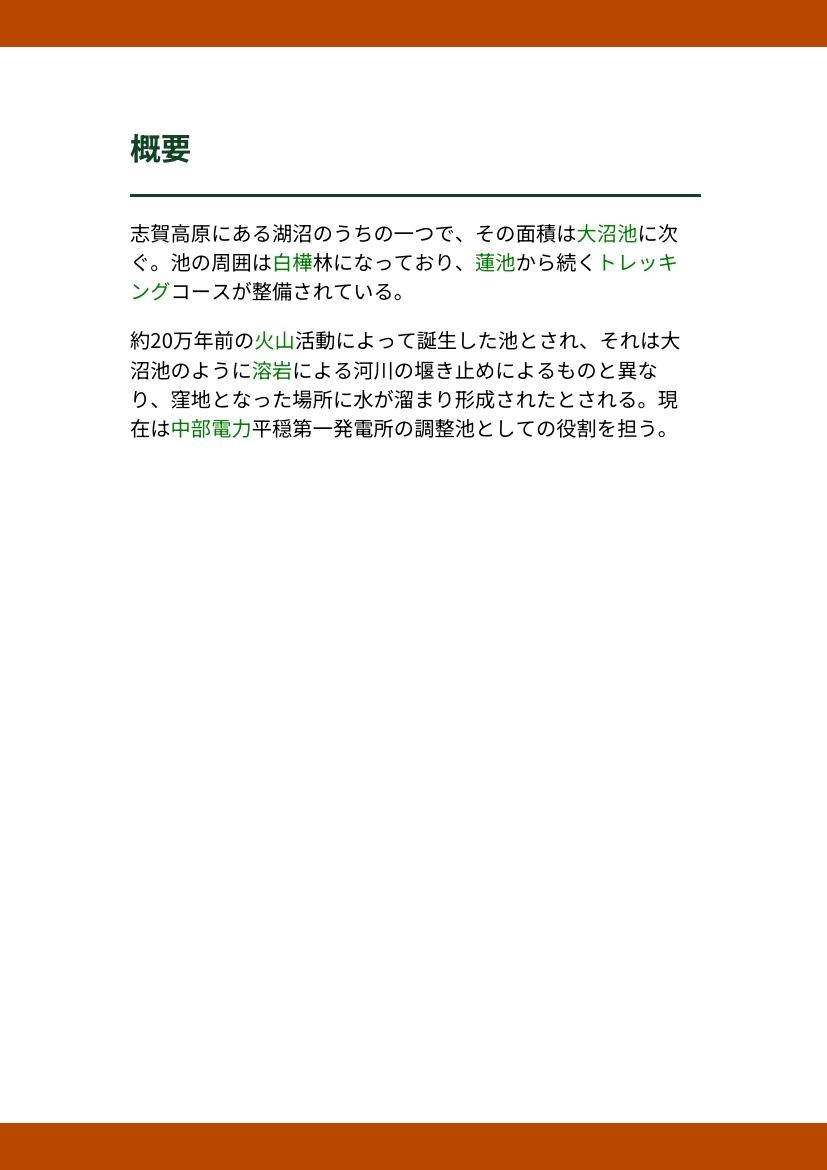 概要
志賀高原にある湖沼のうちの一つで、その面積は大沼池に次
ぐ。池の周囲は白樺林になっており、蓮池から続くトレッキ
ングコースが整備されている。
約20万年前の火山活動によって誕生した池とされ、それは大
沼池のように溶岩による河川の堰き止めによるものと異な
り、窪地となった場所に水が溜まり形成されたとされる。現
在は中部電力平穏第一発電所の調整池としての役割を担う。